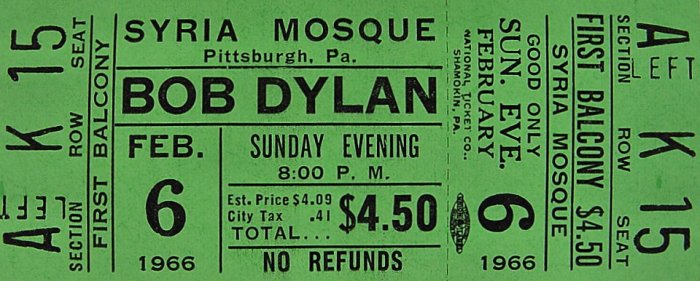 SEAT 15
ROW K
SECTION A LEFT
FIRST BALCONY
SYRIA MOSQUE
Pittsburgh, Pa.
BOB DYLAN
FEB.
6
1966
SUNDAY EVENING
8:00 P. M.
Est. Price $4.09
City Tax .41
TOTAL... $4.50
NO REFUNDS
NATIONAL TICKET CO.,
SHAMOKIN, PA.
FEBRUARY
6
1966
SUN. EVE.
GOOD ONLY
SYRIA MOSQUE
FIRST BALCONY $4.50
SECTION A LEFT
ROW K
SEAT 15